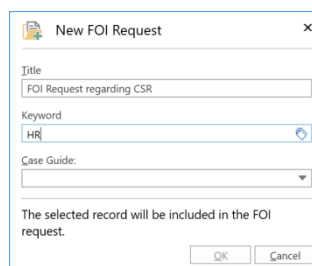 New FOI Request
Title
FOI Request regarding CSR
Keyword
HR
Case Guide:
The selected record will be included in the FOI
request.
OK Cancel